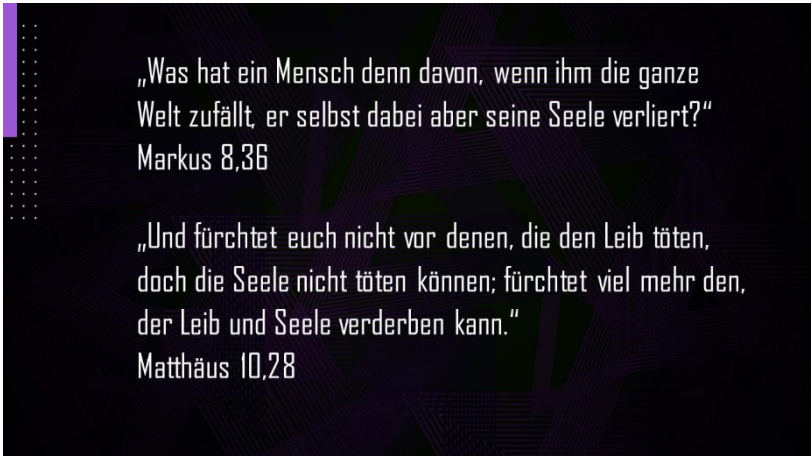 „Was hat ein Mensch denn davon, wenn ihm die ganze
Welt zufällt, er selbst dabei aber seine Seele verliert?“
Markus 8,36
„Und fürchtet euch nicht vor denen, die den Leib töten,
doch die Seele nicht töten können; fürchtet viel mehr den,
der Leib und Seele verderben kann.“
Matthäus 10,28